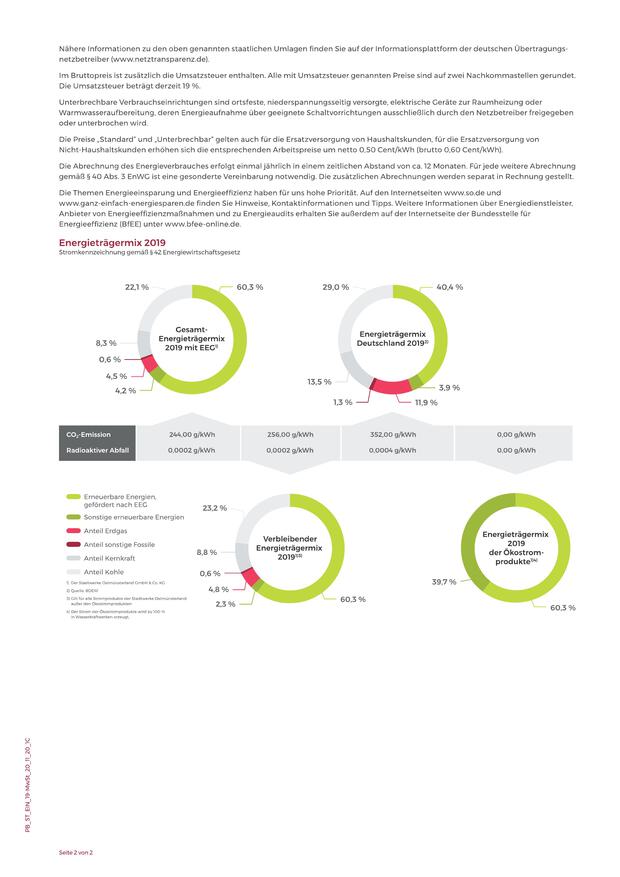 Nähere Informationen zu den oben genannten staatlichen Umlagen finden Sie auf der Informationsplattform der deutschen Übertragungs-
netzbetreiber (www.netztransparenz.de).
Im Bruttopreis ist zusätzlich die Umsatzsteuer enthalten. Alle mit Umsatzsteuer genannten Preise sind auf zwei Nachkommastellen gerundet.
Die Umsatzsteuer beträgt derzeit 19 %.
Unterbrechbare Verbrauchseinrichtungen sind ortsfeste, niederspannungsseitig versorgte, elektrische Geräte zur Raumheizung oder
Warmwasseraufbereitung, deren Energieaufnahme über geeignete Schaltvorrichtungen ausschließlich durch den Netzbetreiber freigegeben
oder unterbrochen wird.
Die Preise „Standard" und „Unterbrechbar" gelten auch für die Ersatzversorgung von Haushaltskunden, für die Ersatzversorgung von
Nicht-Haushaltskunden erhöhen sich die entsprechenden Arbeitspreise um netto 0,50 Cent/kWh (brutto 0,60 Cent/kWh).
Die Abrechnung des Energieverbrauches erfolgt einmal jährlich in einem zeitlichen Abstand von ca. 12 Monaten. Für jede weitere Abrechnung
gemäß § 40 Abs. 3 EnWG ist eine gesonderte Vereinbarung notwendig. Die zusätzlichen Abrechnungen werden separat in Rechnung gestellt.
Die Themen Energieeinsparung und Energieeffizienz haben für uns hohe Priorität. Auf den Internetseiten www.so.de und
www.ganz-einfach-energiesparen.de finden Sie Hinweise, Kontaktinformationen und Tipps. Weitere Informationen über Energiedienstleister,
Anbieter von Energieeffizienzmaßnahmen und zu Energieaudits erhalten Sie außerdem auf der Internetseite der Bundesstelle für
Energieeffizienz (BfEE) unter www.bfee-online.de.
Energieträgermix 2019
Stromkennzeichnung gemäß § 42 Energiewirtschaftsgesetz
22,1 %
60,3 %
8,3 %
0,6 %
4,5 %
4,2 %
Gesamt-
Energieträgermix
2019 mit EEG1)
29,0 %
40,4 %
13,5 %
1,3 %
11,9 %
3,9 %
Energieträgermix
Deutschland 20192)
CO2-Emission 244,00 g/kWh 256,00 g/kWh 352,00 g/kWh 0,00 g/kWh
Radioaktiver Abfall 0,0002 g/kWh 0,0002 g/kWh 0,0004 g/kWh 0,00 g/kWh
Erneuerbare Energien,
gefördert nach EEG
Sonstige erneuerbare Energien
Anteil Erdgas
Anteil sonstige Fossile
Anteil Kernkraft
Anteil Kohle
1) Der Stadtwerke Oelmünsterland GmbH & Co. KG
2) Quelle: BDEW
3) Gilt für alle Stromprodukte der Stadtwerke Ostmünsterland
außer den Ökostromprodukten
4) Der Strom der Ökostromprodukte wird zu 100 %
in Wasserkraftwerken erzeugt.
23,2 %
8,8 %
0,6 %
4,8 %
2,3 %
60,3 %
Verbleibender
Energieträgermix
20191)3)
39,7 %
60,3 %
Energieträgermix
2019
der Ökostrom-
produkte1)4)
PB_ST_EIN_19-MwSt_20_11_20_1C
Seite 2 von 2